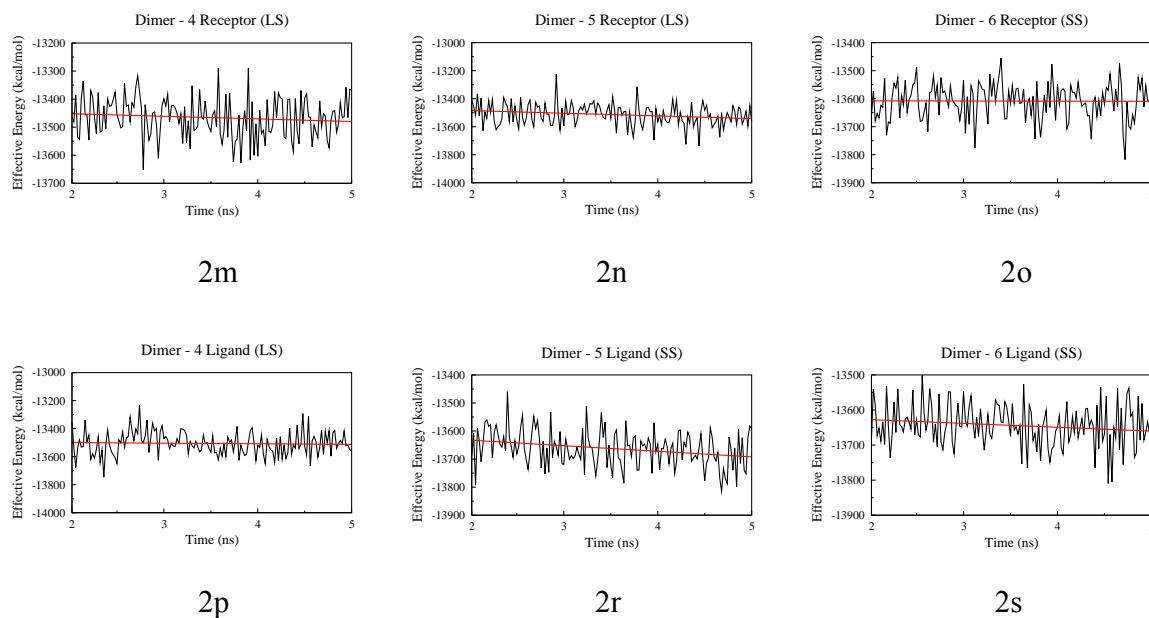 Dimer - 4 Receptor (LS)
Effective Energy (kcal/mol)
-13200
-13300
-13400
-13500
-13600
-13700
2
3
4
5
Time (ns)
2m
Dimer - 5 Receptor (LS)
Effective Energy (kcal/mol)
-13000
-13200
-13400
-13600
-13800
-14000
2
3
4
5
Time (ns)
2n
Dimer - 6 Receptor (SS)
Effective Energy (kcal/mol)
-13400
-13500
-13600
-13700
-13800
-13900
2
3
4
5
Time (ns)
2o
Dimer - 4 Ligand (LS)
Effective Energy (kcal/mol)
-13000
-13200
-13400
-13600
-13800
-14000
2
3
4
5
Time (ns)
2p
Dimer - 5 Ligand (SS)
Effective Energy (kcal/mol)
-13400
-13500
-13600
-13700
-13800
-13900
2
3
4
5
Time (ns)
2r
Dimer - 6 Ligand (SS)
Effective Energy (kcal/mol)
-13500
-13600
-13700
-13800
-13900
2
3
4
5
Time (ns)
2s